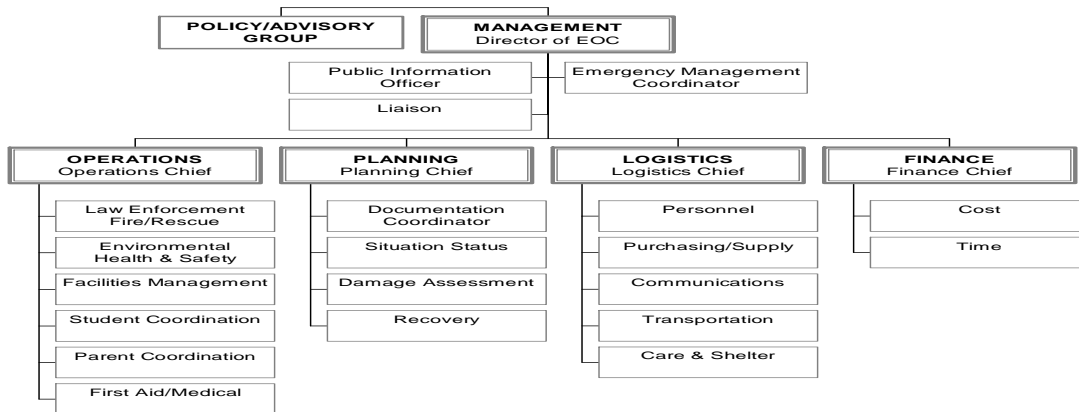 POLICY/ADVISORY
GROUP
MANAGEMENT
Director of EOC
Public Information
Officer
Emergency Management
Coordinator
Liaison
OPERATIONS
Operations Chief
Law Enforcement
Fire/Rescue
Environmental
Health & Safety
Facilities Management
Student Coordination
Parent Coordination
First Aid/Medical
PLANNING
Planning Chief
Documentation
Coordinator
Situation Status
Damage Assessment
Recovery
LOGISTICS
Logistics Chief
Personnel
Purchasing/Supply
Communications
Transportation
Care & Shelter
FINANCE
Finance Chief
Cost
Time